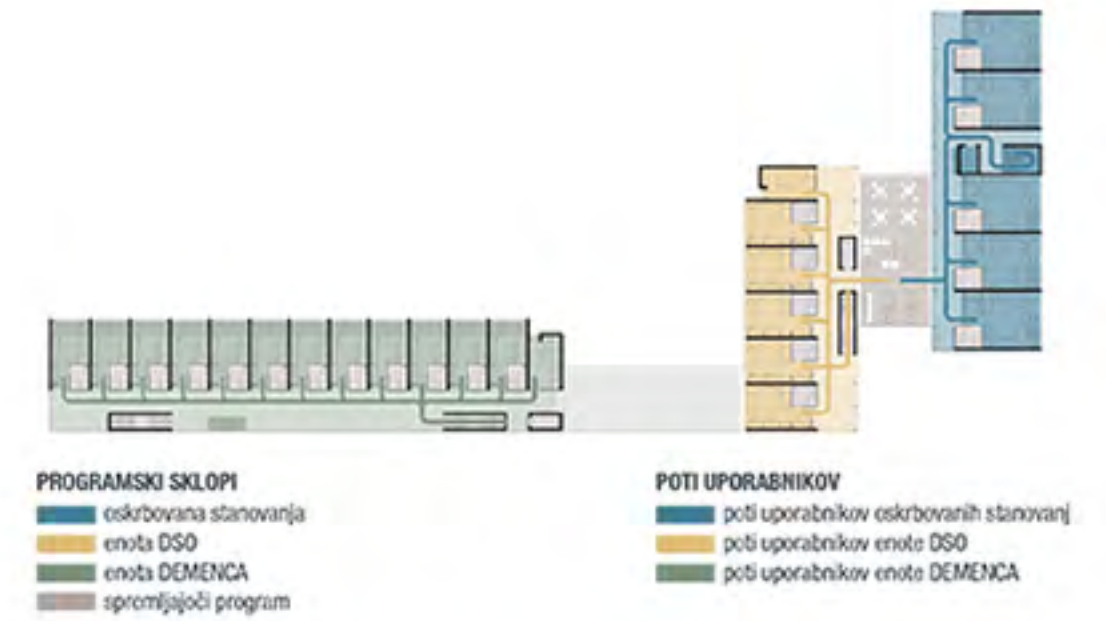 PROGRAMSKI SKLOPI
oskrbovana stanovanja
enota DSO
enota DEMENCA
spremljajoči program
POTI UPORABNIKOV
poti uporabnikov oskrbovanih stanovanj
poti uporabnikov enote DSO
poti uporabnikov enote DEMENCA